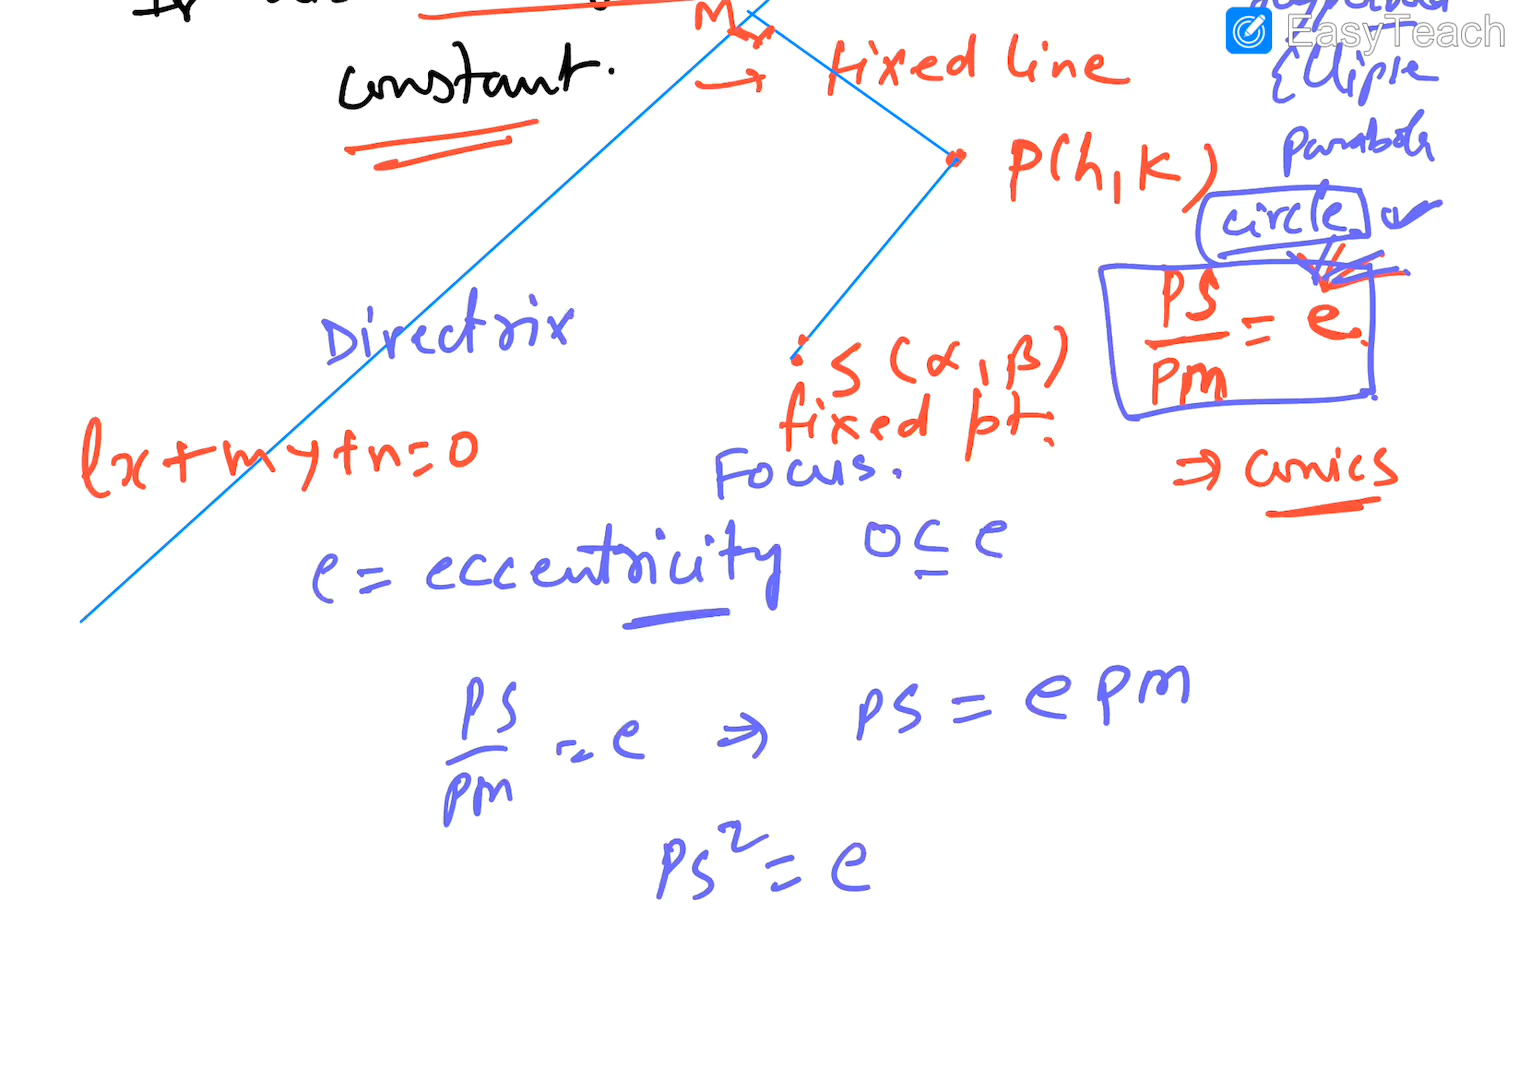 constant.
M
→ fixed line
EasyTeach
Ellipse
parabola
P(h, k)
circle ✓
PS/PM = e
Directrix
S (α, β)
fixed pt.
Focus.
lx+my+n=0
⇒ conics
e = eccentricity 0 ≤ e
PS/PM = e ⇒ PS = e PM
PS² = e